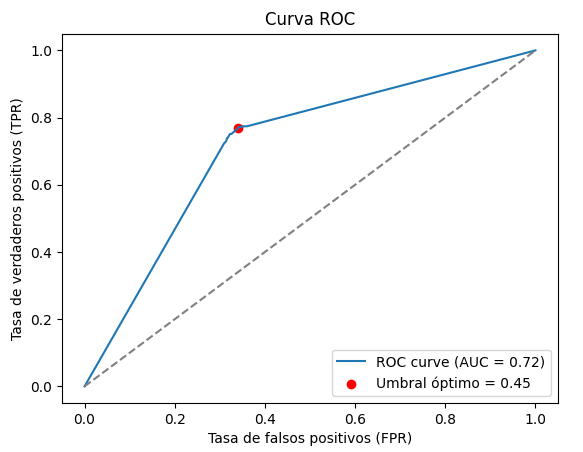 Curva ROC
Tasa de verdaderos positivos (TPR)
1.0
0.8
0.6
0.4
0.2
0.0
0.0 0.2 0.4 0.6 0.8 1.0
Tasa de falsos positivos (FPR)
ROC curve (AUC = 0.72)
Umbral óptimo = 0.45